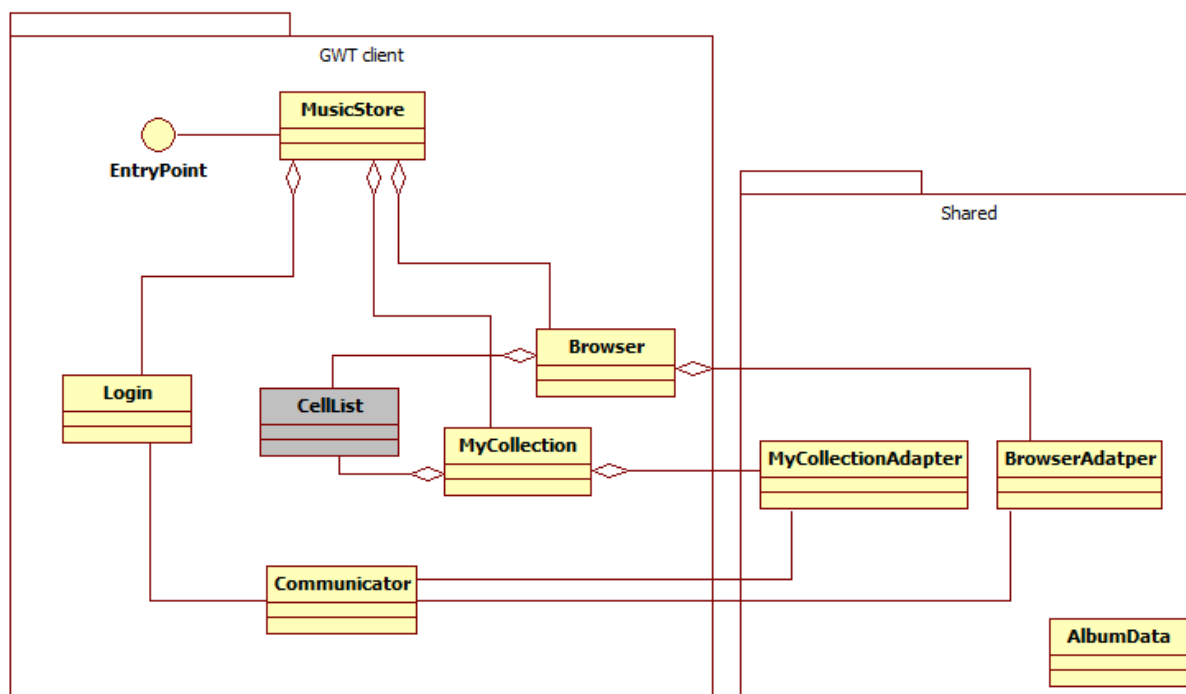 GWT client
MusicStore
EntryPoint
Shared
Browser
Login
CellList
MyCollection
MyCollectionAdapter
BrowserAdatper
Communicator
AlbumData